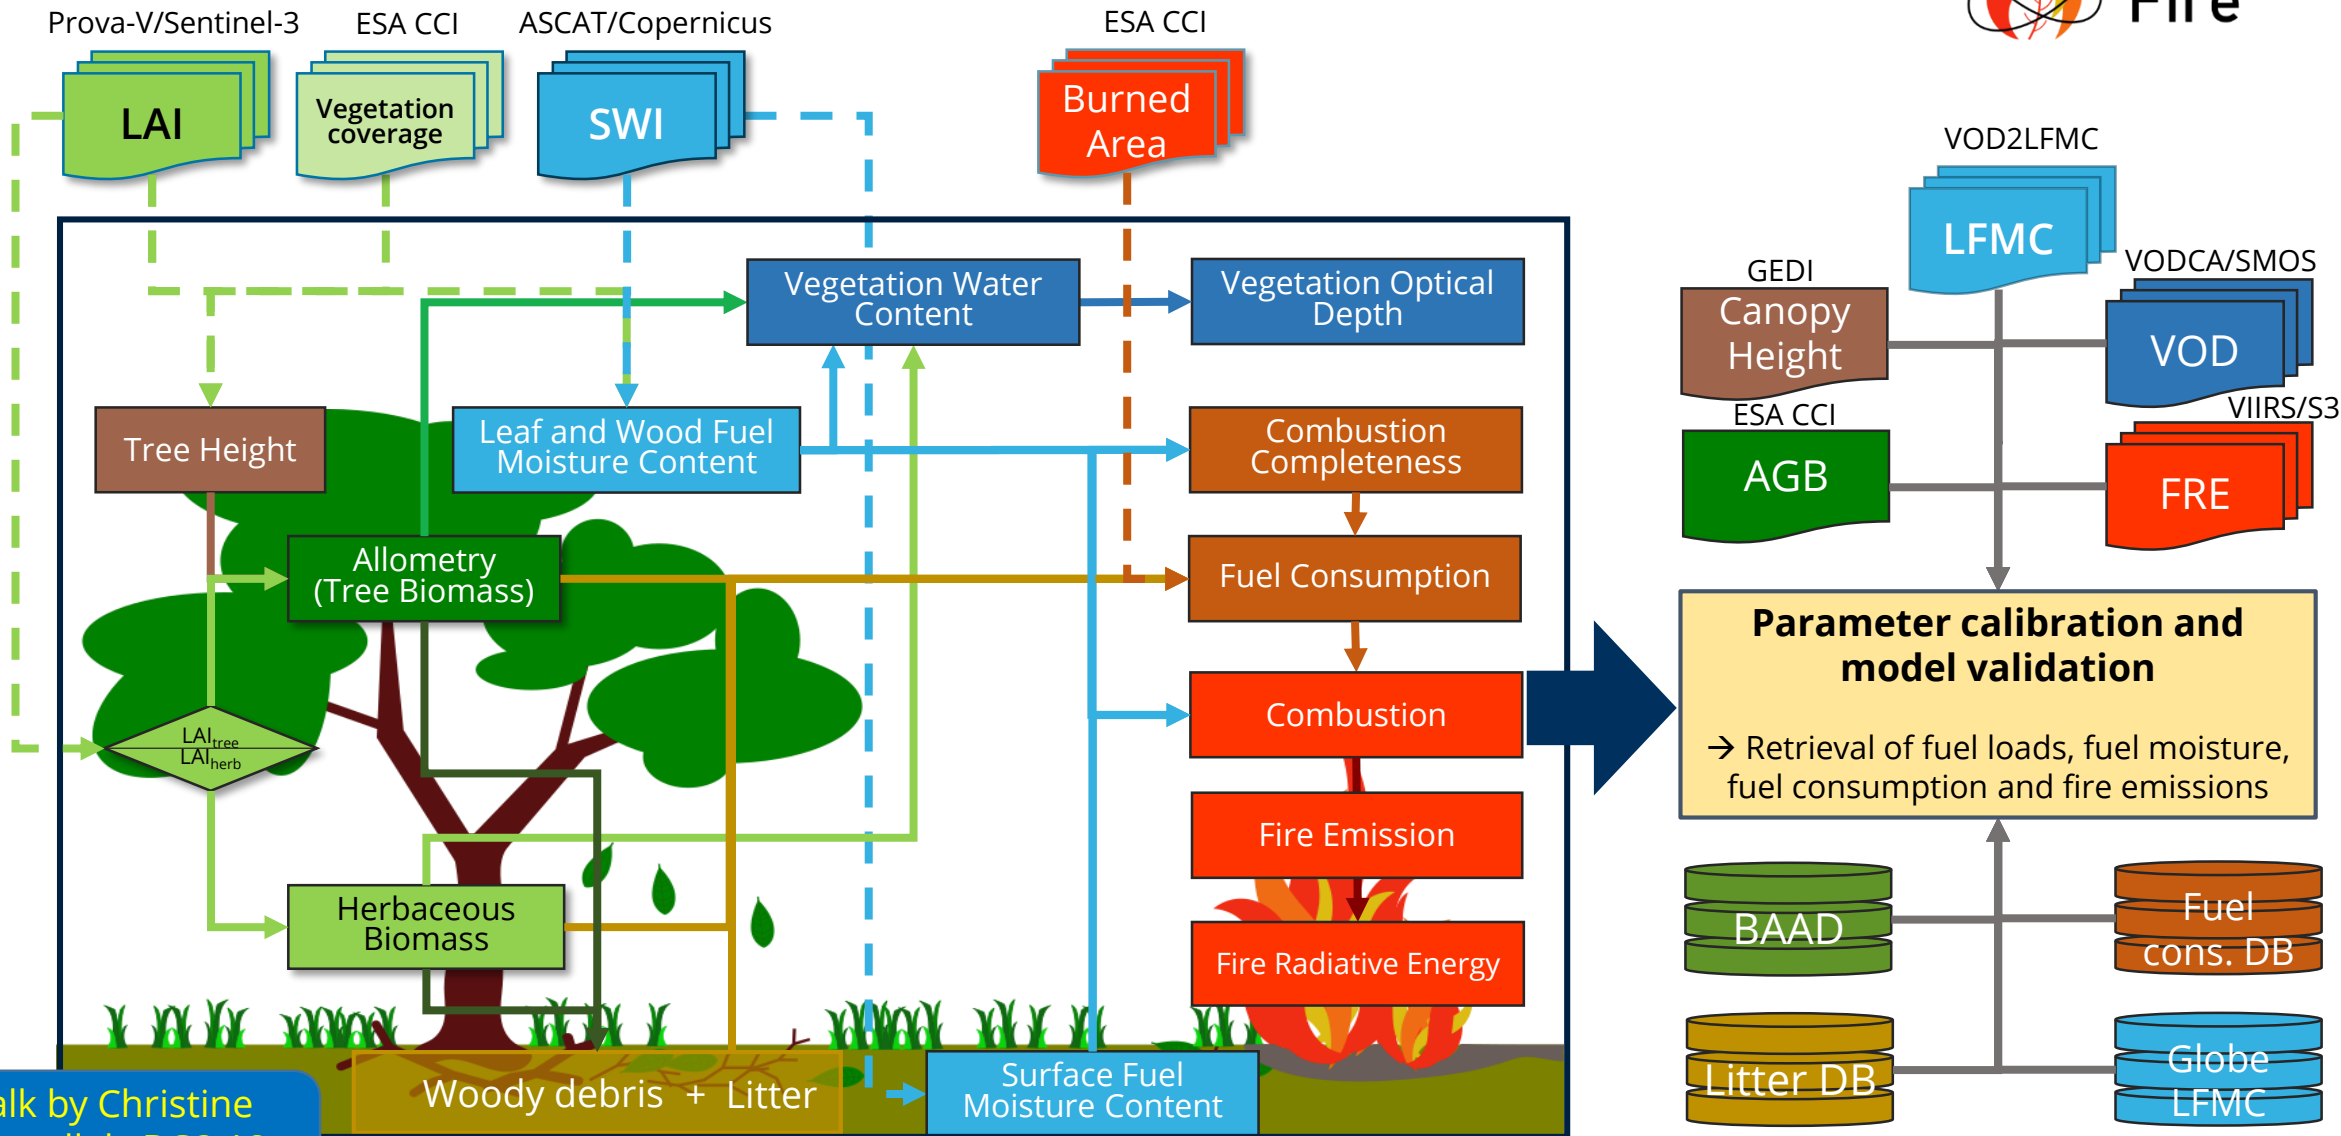 Prova-V/Sentinel-3
ESA CCI
ASCAT/Copernicus
ESA CCI
Fire
LAI
Vegetation
coverage
SWI
Burned
Area
VOD2LFMC
LFMC
GEDI
VODCA/SMOS
Canopy
Height
VOD
ESA CCI
VIIRS/S3
AGB
FRE
Vegetation Water
Content
Vegetation Optical
Depth
Tree Height
Leaf and Wood Fuel
Moisture Content
Combustion
Completeness
Allometry
(Tree Biomass)
Fuel Consumption
Combustion
LAItree
LAIherb
Fire Emission
Herbaceous
Biomass
Fire Radiative Energy
Woody debris + Litter
Surface Fuel
Moisture Content
Parameter calibration and
model validation
→ Retrieval of fuel loads, fuel moisture,
fuel consumption and fire emissions
BAAD
Fuel
cons. DB
Litter DB
Globe
LFMC
alk by Christine